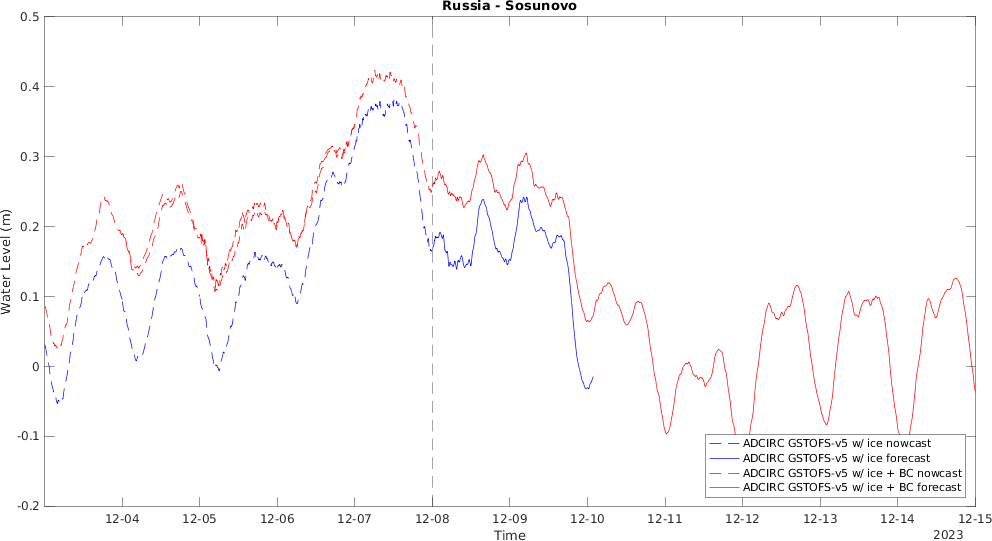 Russia - Sosunovo
0.5
0.4
0.3
0.2
0.1
0
-0.1
-0.2
Water Level (m)
ADCIRC GSTOFS-v5 w/ ice nowcast
ADCIRC GSTOFS-v5 w/ ice forecast
ADCIRC GSTOFS-v5 w/ ice + BC nowcast
ADCIRC GSTOFS-v5 w/ ice + BC forecast
12-04 12-05 12-06 12-07 12-08 12-09 12-10 12-11 12-12 12-13 12-14 12-15
Time
2023